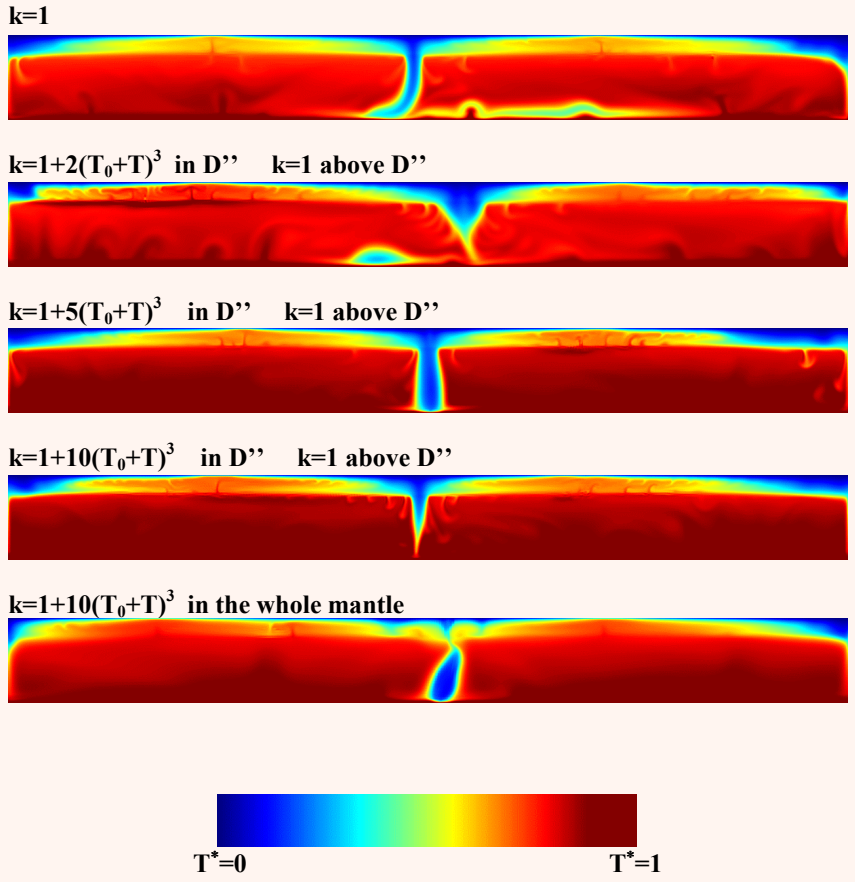 k=1
k=1+2(T₀+T)³ in D’’ k=1 above D’’
k=1+5(T₀+T)³ in D’’ k=1 above D’’
k=1+10(T₀+T)³ in D’’ k=1 above D’’
k=1+10(T₀+T)³ in the whole mantle
T*=0 T*=1